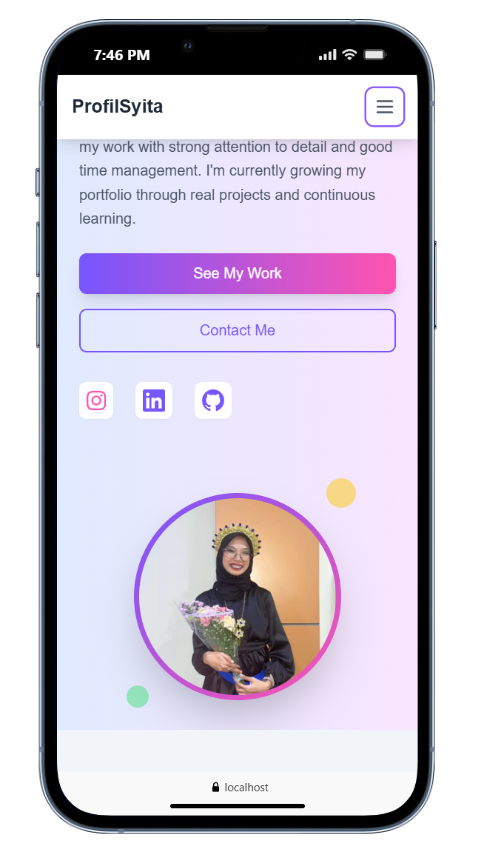 7:46 PM
ProfilSyita
my work with strong attention to detail and good
time management. I'm currently growing my
portfolio through real projects and continuous
learning.
See My Work
Contact Me
in
localhost